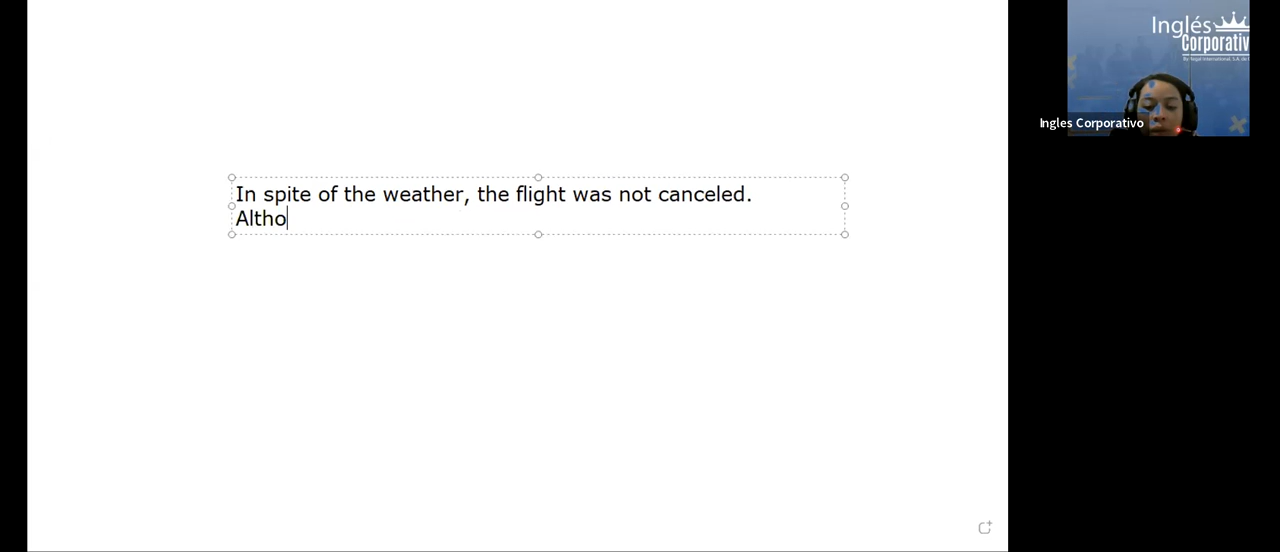 In spite of the weather, the flight was not canceled.
Altho
Inglés
Corporativ
Ingles Corporativo